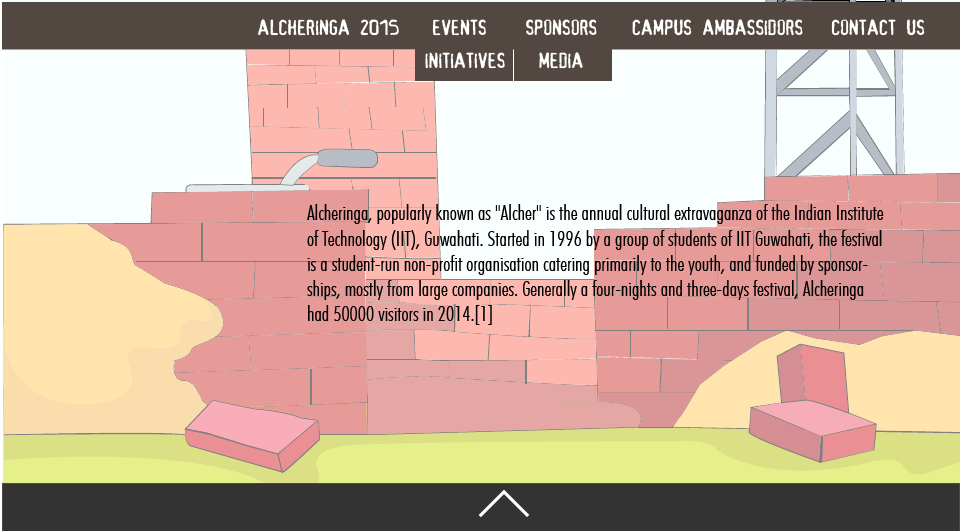 ALCHERINGA 2015 EVENTS SPONSORS CAMPUS AMBASSADORS CONTACT US
INITIATIVES MEDIA
Alcheringa, popularly known as "Alcher" is the annual cultural extravaganza of the Indian Institute
of Technology (IIT), Guwahati. Started in 1996 by a group of students of IIT Guwahati, the festival
is a student-run non-profit organisation catering primarily to the youth, and funded by sponsor-
ships, mostly from large companies. Generally a four-nights and three-days festival, Alcheringa
had 50000 visitors in 2014.[1]